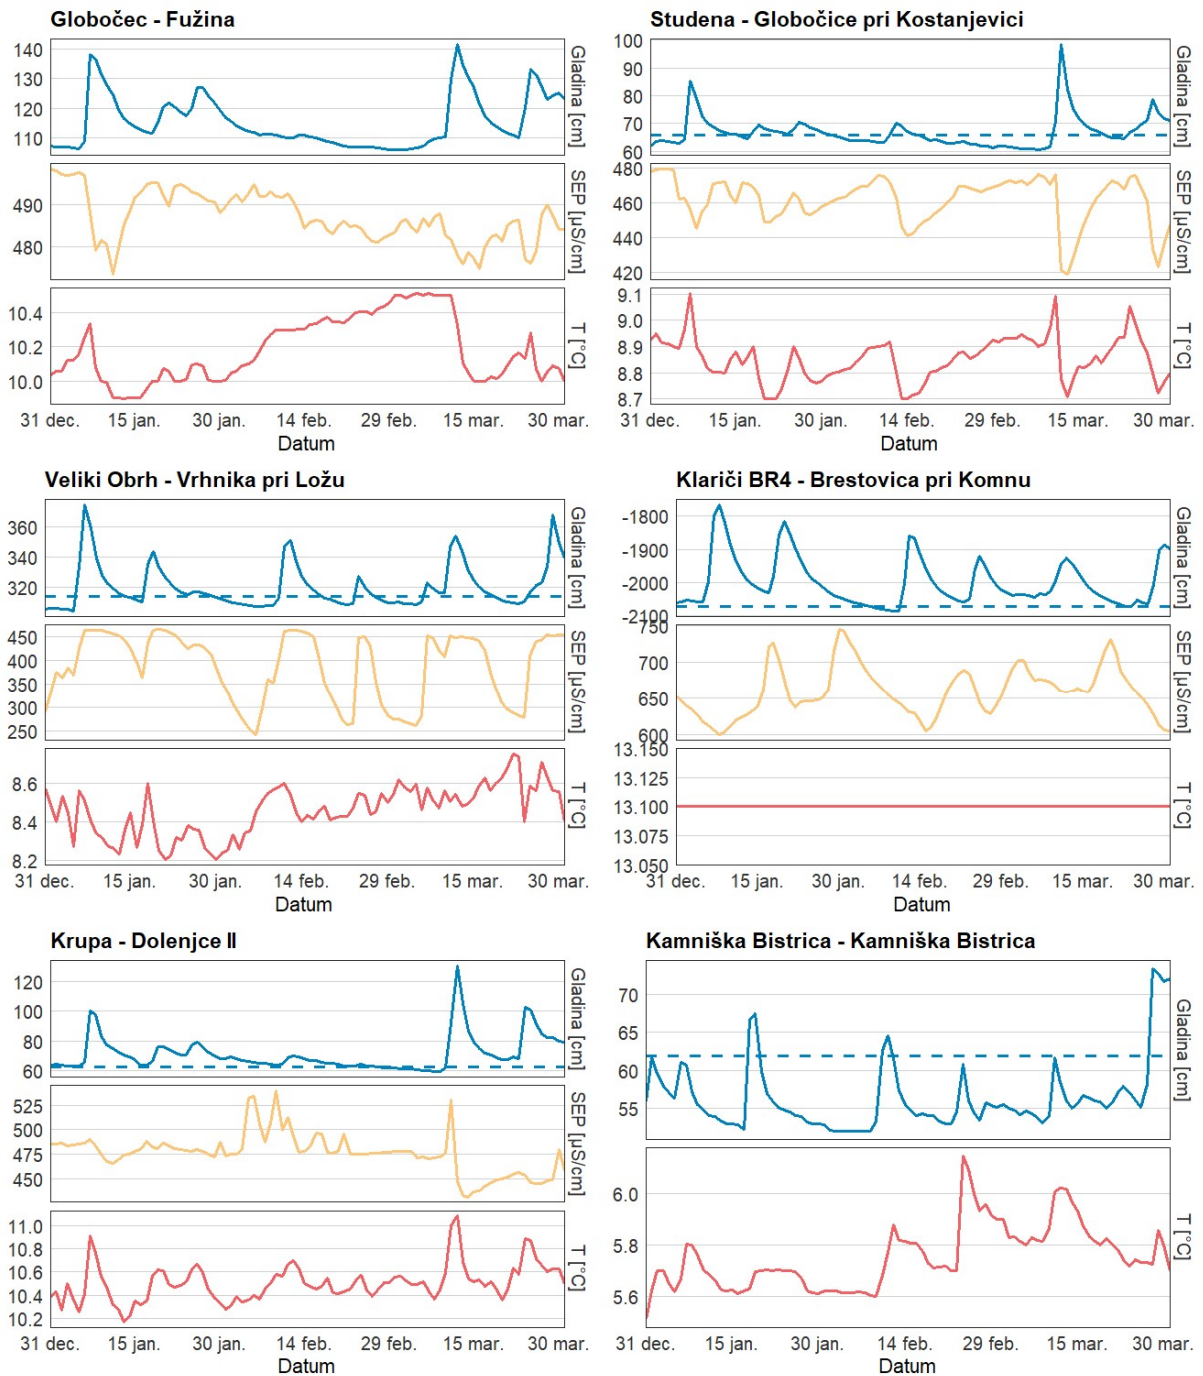 Globočec - Fužina
140
130
120
110
Gladina [cm]
490
480
SEP [µS/cm]
10.4
10.2
10.0
T [°C]
31 dec. 15 jan. 30 jan. 14 feb. 29 feb. 15 mar. 30 mar.
Datum
Studena - Globočice pri Kostanjevici
100
90
80
70
60
Gladina [cm]
480
460
440
420
SEP [µS/cm]
9.1
9.0
8.9
8.8
8.7
T [°C]
31 dec. 15 jan. 30 jan. 14 feb. 29 feb. 15 mar. 30 mar.
Datum
Veliki Obrh - Vrhnika pri Ložu
360
340
320
Gladina [cm]
450
400
350
300
250
SEP [µS/cm]
8.6
8.4
8.2
T [°C]
31 dec. 15 jan. 30 jan. 14 feb. 29 feb. 15 mar. 30 mar.
Datum
Klariči BR4 - Brestovica pri Komnu
-1800
-1900
-2000
-2100
Gladina [cm]
750
700
650
600
SEP [µS/cm]
13.150
13.125
13.100
13.075
13.050
T [°C]
31 dec. 15 jan. 30 jan. 14 feb. 29 feb. 15 mar. 30 mar.
Datum
Krupa - Dolenjce II
120
100
80
60
Gladina [cm]
525
500
475
450
SEP [µS/cm]
11.0
10.8
10.6
10.4
10.2
T [°C]
31 dec. 15 jan. 30 jan. 14 feb. 29 feb. 15 mar. 30 mar.
Datum
Kamniška Bistrica - Kamniška Bistrica
70
65
60
55
Gladina [cm]
6.0
5.8
5.6
T [°C]
31 dec. 15 jan. 30 jan. 14 feb. 29 feb. 15 mar. 30 mar.
Datum